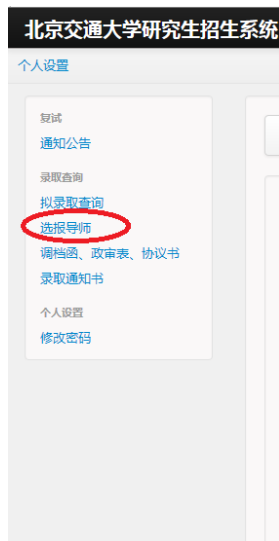 北京交通大学研究生招生系统
个人设置
复试
通知公告
录取查询
拟录取查询
选报导师
调档函、政审表、协议书
录取通知书
个人设置
修改密码